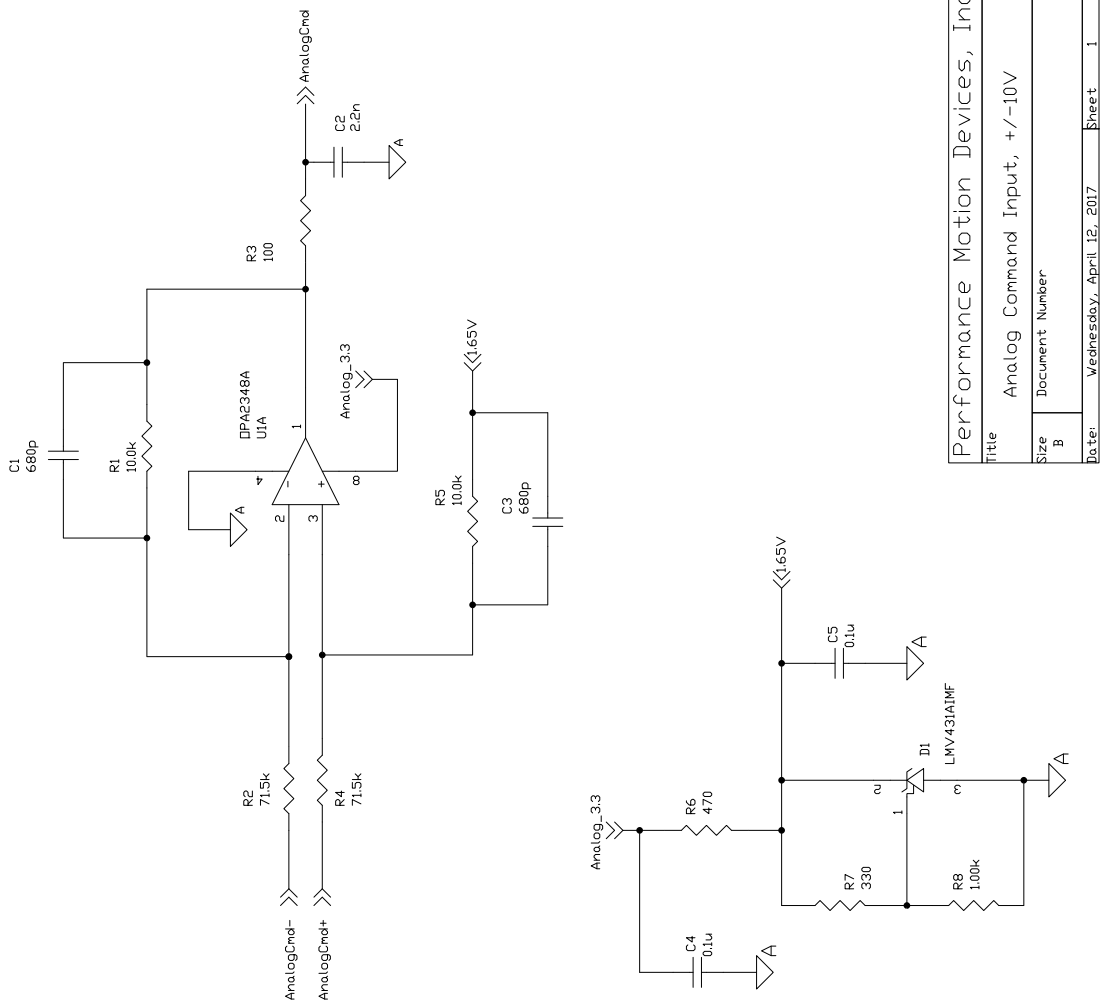 C1
680p
R1
10.0k
OPA2348A
U1A
4
2
-
1
3
+
8
A
Analog_3.3
R3
100
AnalogCmd
C2
2.2n
A
R5
10.0k
1.65V
C3
680p
R2
71.5k
R4
71.5k
AnalogCmd-
AnalogCmd+
Analog_3.3
R6
470
1.65V
C5
0.1u
A
C4
0.1u
A
R7
330
R8
1.00k
1
2
3
D1
LMV431AIMF
A
Performance Motion Devices, Inc
Title
Analog Command Input, +/-10V
Size
B
Document Number
Date:
Wednesday, April 12, 2017
Sheet
1